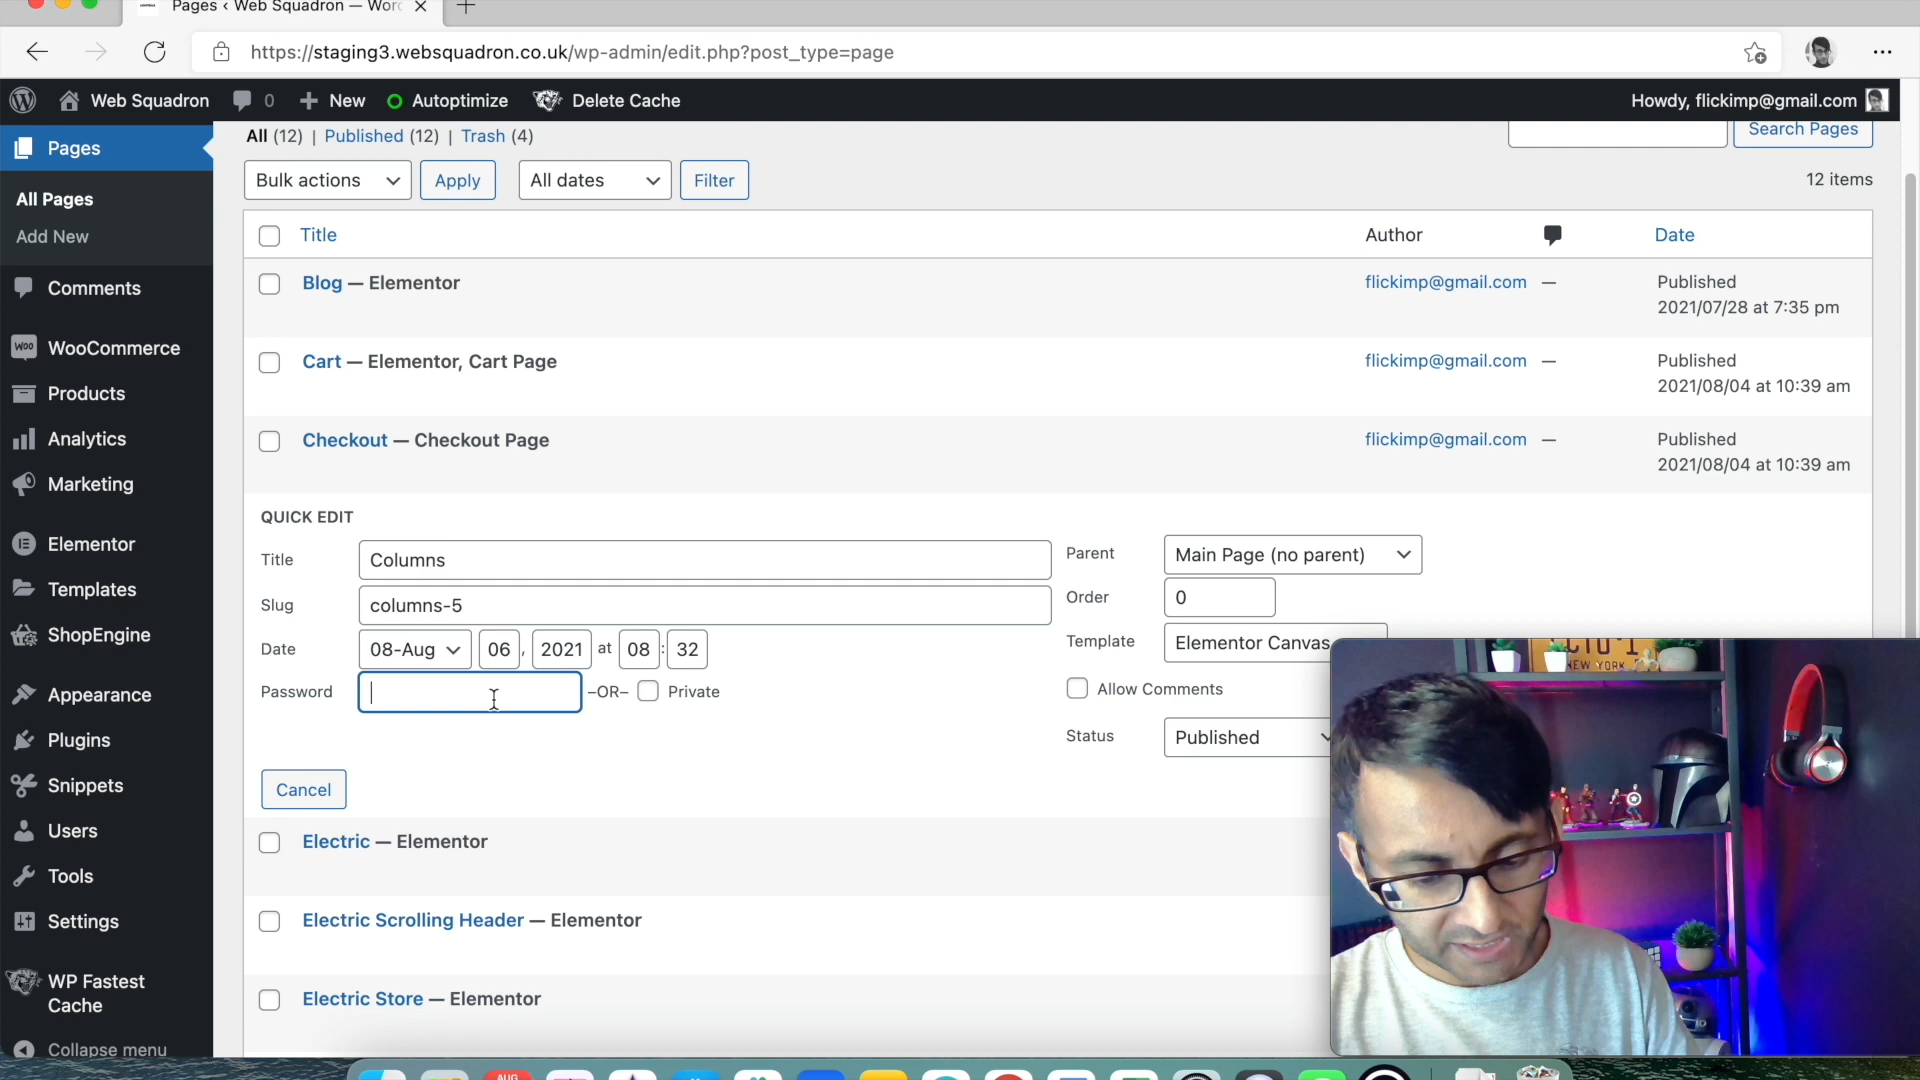 Pages < Web Squadron — Word
https://staging3.websquadron.co.uk/wp-admin/edit.php?post_type=page
Web Squadron 0 New Autoptimize Delete Cache Howdy, flickimp@gmail.com
Pages
All Pages
Add New
Comments
Woo WooCommerce
Products
Analytics
Marketing
Elementor
Templates
ShopEngine
Appearance
Plugins
Snippets
Users
Tools
Settings
WP Fastest
Cache
Collapse menu
All (12) | Published (12) | Trash (4)
Search Pages
Bulk actions Apply All dates Filter 12 items
Title Author Date
Blog — Elementor flickimp@gmail.com — Published
2021/07/28 at 7:35 pm
Cart — Elementor, Cart Page flickimp@gmail.com — Published
2021/08/04 at 10:39 am
Checkout — Checkout Page flickimp@gmail.com — Published
2021/08/04 at 10:39 am
QUICK EDIT
Title Columns
Slug columns-5
Date 08-Aug 06 , 2021 at 08 : 32
Password –OR– Private
Parent Main Page (no parent)
Order 0
Template Elementor Canvas
Allow Comments
Status Published
Cancel
Electric — Elementor
Electric Scrolling Header — Elementor
Electric Store — Elementor
NEW YORK
AUG